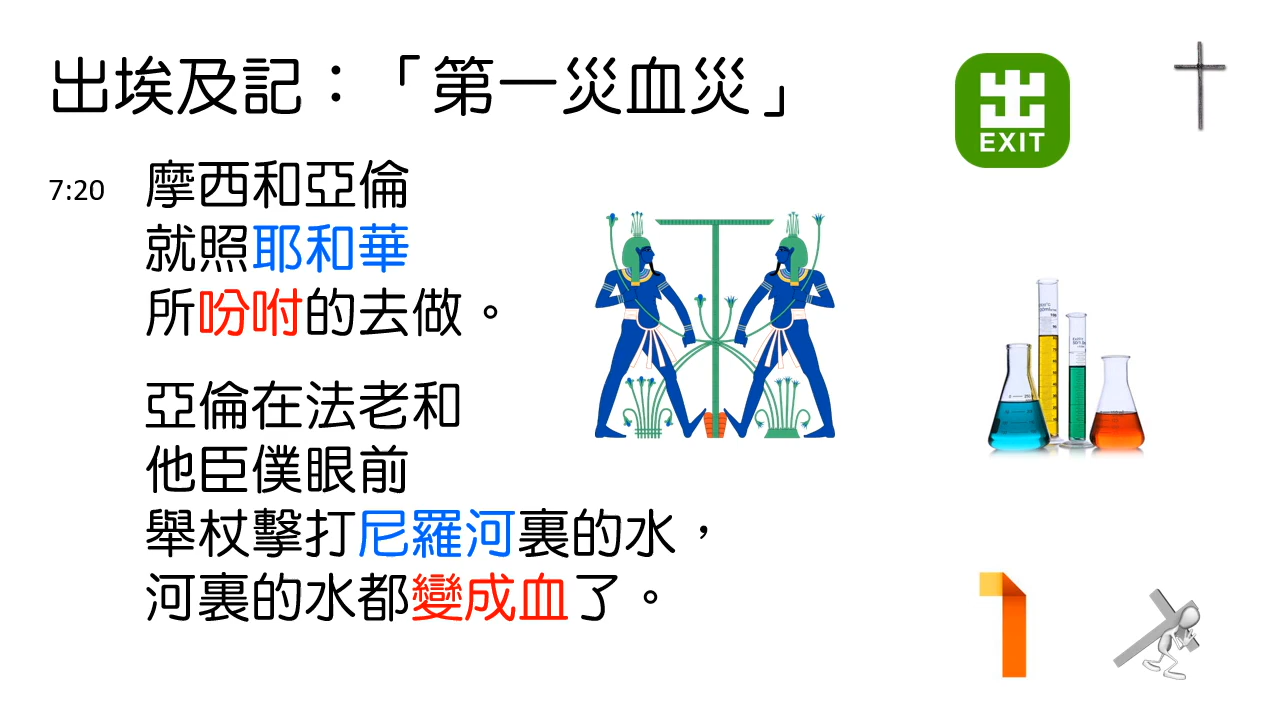 出埃及記：「第一災血災」
出
EXIT
7:20 摩西和亞倫
就照耶和華
所吩咐的去做。
亞倫在法老和
他臣僕眼前
舉杖擊打尼羅河裏的水，
河裏的水都變成血了。
1